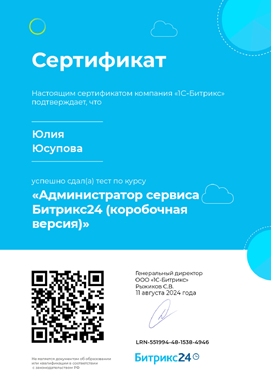 Сертификат
Настоящим сертификатом компания «1С-Битрикс»
подтверждает, что
Юлия
Юсупова
успешно сдал(а) тест по курсу
«Администратор сервиса
Битрикс24 (коробочная
версия)»
Генеральный директор
ООО «1С-Битрикс»
Рыжиков С.В.
11 августа 2024 года
LRN-551994-48-1538-4946
Не является документом об образовании
или квалификации в соответствии
с законодательством РФ
Битрикс24